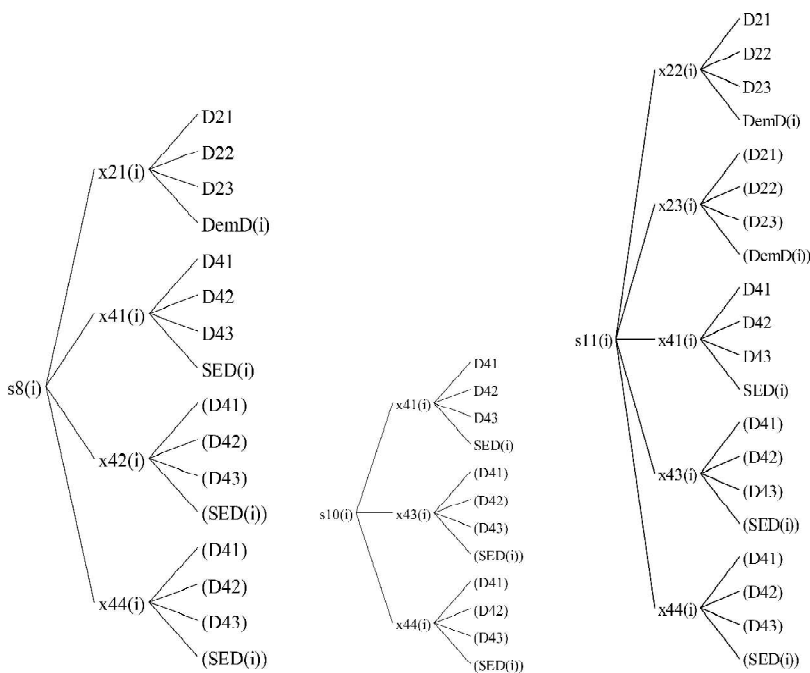 s8(i)
x21(i)
D21
D22
D23
DemD(i)
x41(i)
D41
D42
D43
SED(i)
x42(i)
(D41)
(D42)
(D43)
(SED(i))
x44(i)
(D41)
(D42)
(D43)
(SED(i))
s10(i)
x41(i)
D41
D42
D43
SED(i)
x43(i)
(D41)
(D42)
(D43)
(SED(i))
x44(i)
(D41)
(D42)
(D43)
(SED(i))
s11(i)
x22(i)
D21
D22
D23
DemD(i)
x23(i)
(D21)
(D22)
(D23)
(DemD(i))
x41(i)
D41
D42
D43
SED(i)
x43(i)
(D41)
(D42)
(D43)
(SED(i))
x44(i)
(D41)
(D42)
(D43)
(SED(i))